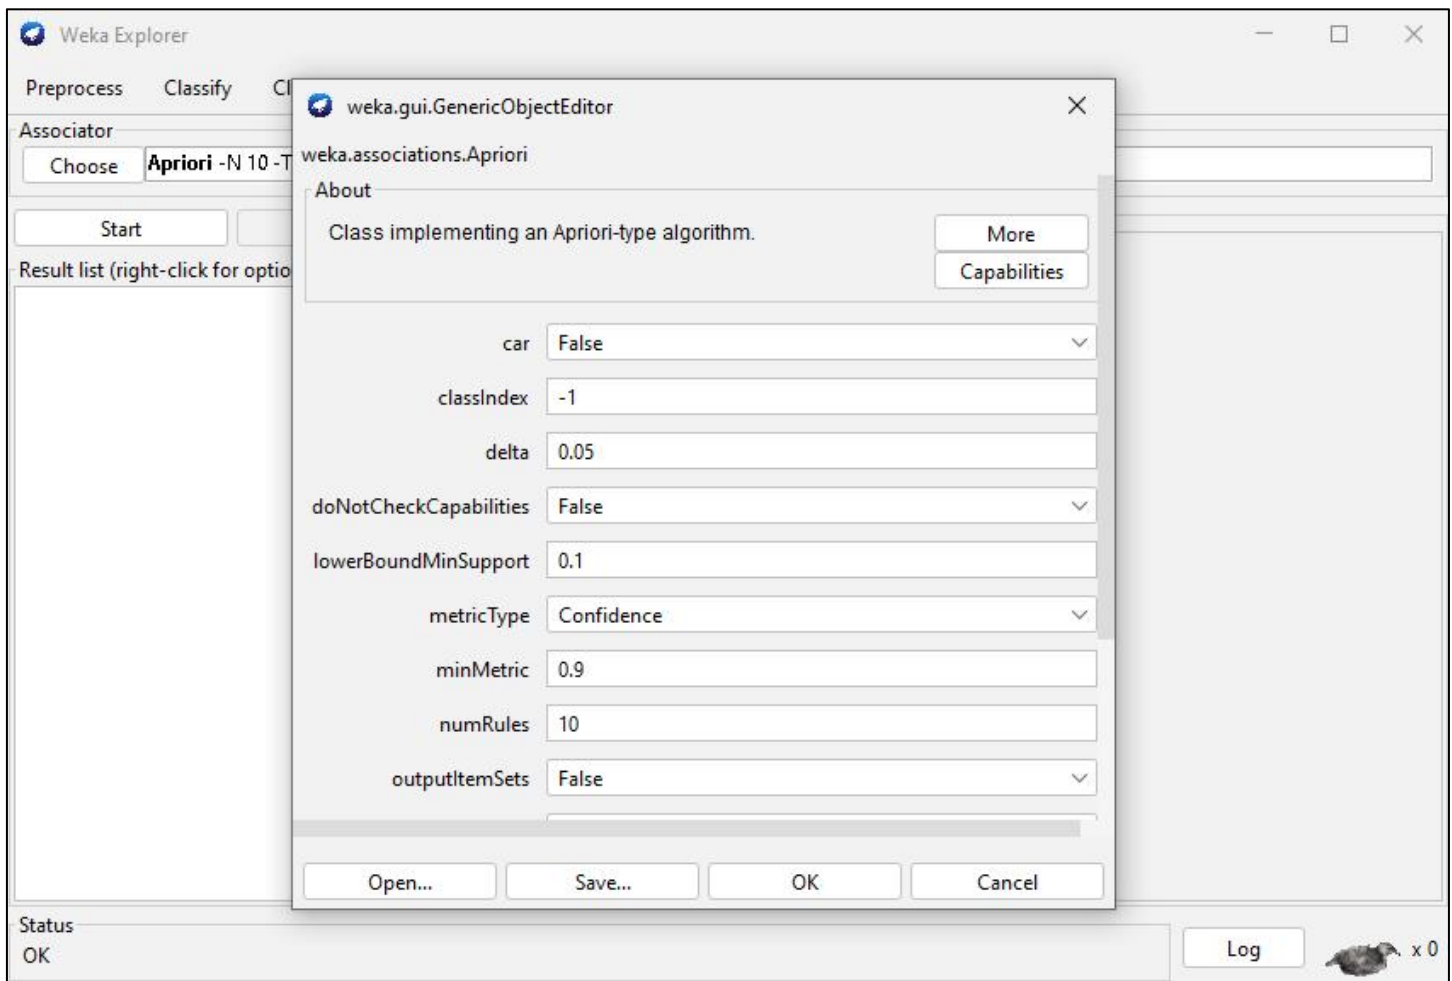 Weka Explorer
Preprocess Classify Cl
weka.gui.GenericObjectEditor
Associator
Choose Apriori -N 10 -T
weka.associations.Apriori
About
Class implementing an Apriori-type algorithm.
More
Capabilities
Start
Result list (right-click for optio
car False
classIndex -1
delta 0.05
doNotCheckCapabilities False
lowerBoundMinSupport 0.1
metricType Confidence
minMetric 0.9
numRules 10
outputItemSets False
Open... Save... OK Cancel
Status
OK
Log x 0